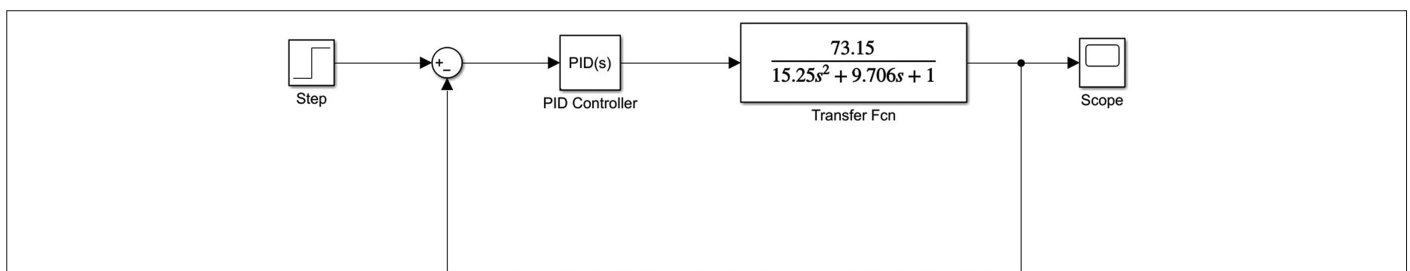 Step
+
−
PID(s)
PID Controller
73.15
15.25s² + 9.706s + 1
Transfer Fcn
Scope